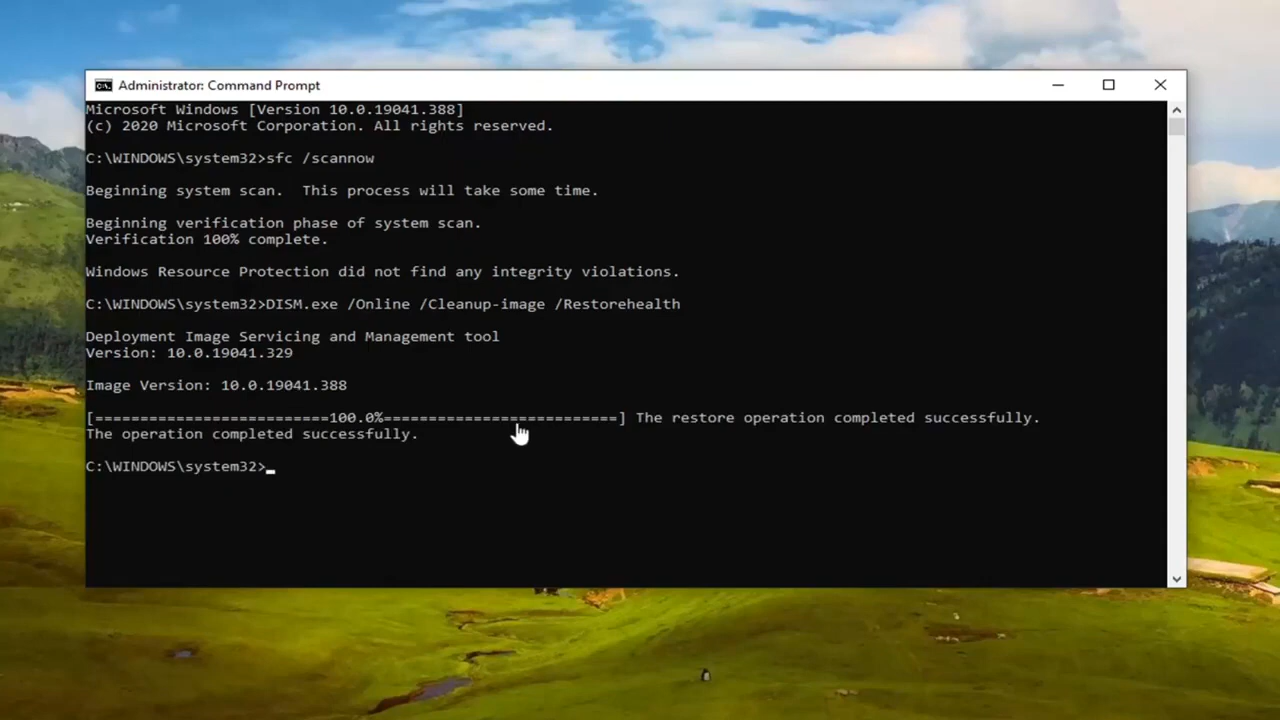 Administrator: Command Prompt
Microsoft Windows [Version 10.0.19041.388]
(c) 2020 Microsoft Corporation. All rights reserved.
C:\WINDOWS\system32>sfc /scannow
Beginning system scan.  This process will take some time.
Beginning verification phase of system scan.
Verification 100% complete.
Windows Resource Protection did not find any integrity violations.
C:\WINDOWS\system32>DISM.exe /Online /Cleanup-image /Restorehealth
Deployment Image Servicing and Management tool
Version: 10.0.19041.329
Image Version: 10.0.19041.388
[==========================100.0%==========================] The restore operation completed successfully.
The operation completed successfully.
C:\WINDOWS\system32>_